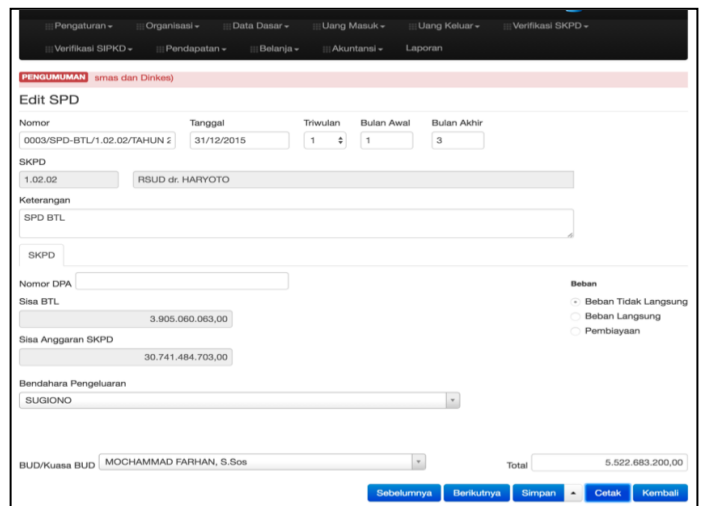 Pengaturan Organisasi Data Dasar Uang Masuk Uang Keluar Verifikasi SKPD
Verifikasi SIPKD Pendapatan Belanja Akuntansi Laporan
PENGUMUMAN smas dan Dinkes)
Edit SPD
Nomor Tanggal Triwulan Bulan Awal Bulan Akhir
0003/SPD-BTL/1.02.02/TAHUN 2 31/12/2015 1 1 3
SKPD
1.02.02 RSUD dr. HARYOTO
Keterangan
SPD BTL
SKPD
Nomor DPA Beban
Sisa BTL Beban Tidak Langsung
3.905.060.063,00 Beban Langsung
Sisa Anggaran SKPD Pembiayaan
30.741.484.703,00
Bendahara Pengeluaran
SUGIONO
BUD/Kuasa BUD MOCHAMMAD FARHAN, S.Sos Total 5.522.683.200,00
Sebelumnya Berikutnya Simpan Cetak Kembali